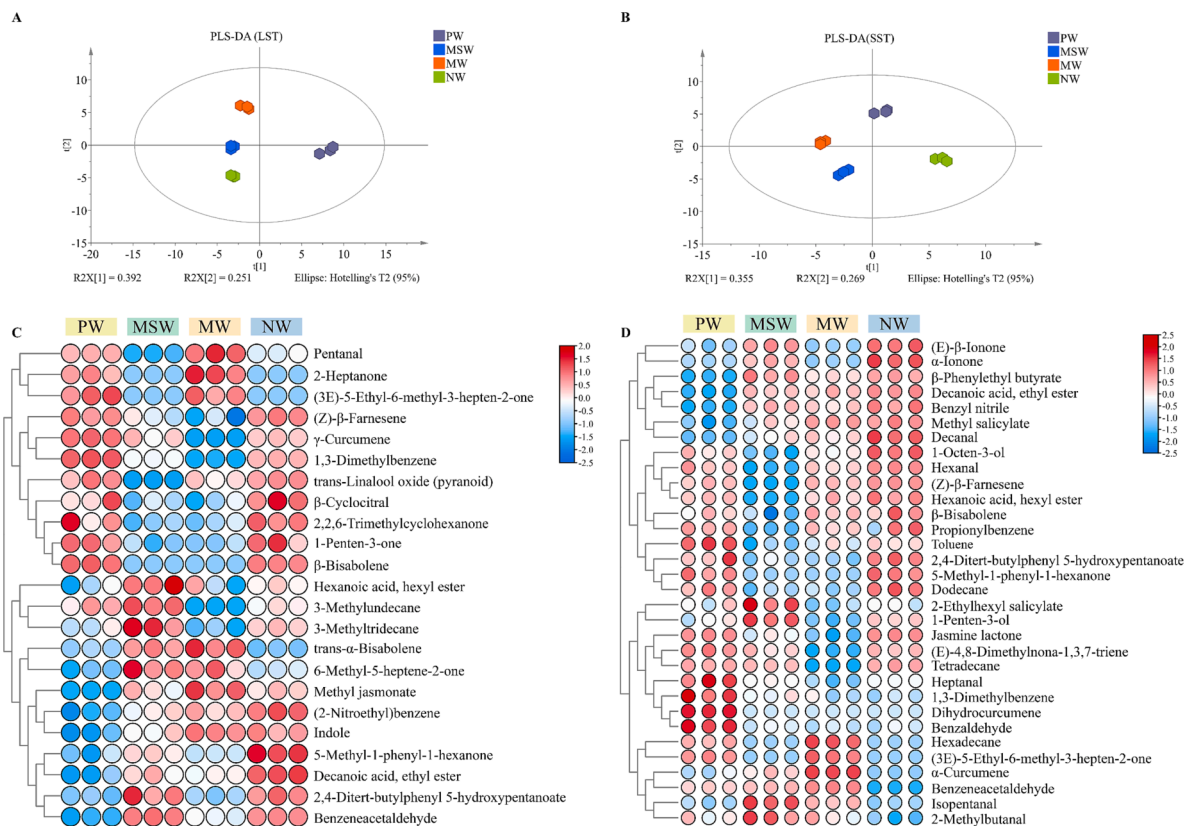 A
PLS-DA (LST)
PW
MSW
MW
NW
10
5
0
-5
-10
-15
t[2]
-20
-15
-10
-5
0
5
10
15
t[1]
R2X[1] = 0.392
R2X[2] = 0.251
Ellipse: Hotelling's T2 (95%)
B
PLS-DA(SST)
PW
MSW
MW
NW
10
5
0
-5
-10
-15
t[2]
-15
-10
-5
0
5
10
15
t[1]
R2X[1] = 0.355
R2X[2] = 0.269
Ellipse: Hotelling's T2 (95%)
C
PW MSW MW NW
Pentanal
2-Heptanone
(3E)-5-Ethyl-6-methyl-3-hepten-2-one
(Z)-β-Farnesene
γ-Curcumene
1,3-Dimethylbenzene
trans-Linalool oxide (pyranoid)
β-Cyclocitral
2,2,6-Trimethylcyclohexanone
1-Penten-3-one
β-Bisabolene
Hexanoic acid, hexyl ester
3-Methylundecane
3-Methyltridecane
trans-α-Bisabolene
6-Methyl-5-heptene-2-one
Methyl jasmonate
(2-Nitroethyl)benzene
Indole
5-Methyl-1-phenyl-1-hexanone
Decanoic acid, ethyl ester
2,4-Ditert-butylphenyl 5-hydroxypentanoate
Benzeneacetaldehyde
2.0
1.5
1.0
0.5
0.0
-0.5
-1.0
-1.5
-2.0
-2.5
D
PW MSW MW NW
(E)-β-Ionone
α-Ionone
β-Phenylethyl butyrate
Decanoic acid, ethyl ester
Benzyl nitrile
Methyl salicylate
Decanal
1-Octen-3-ol
Hexanal
(Z)-β-Farnesene
Hexanoic acid, hexyl ester
β-Bisabolene
Propionylbenzene
Toluene
2,4-Ditert-butylphenyl 5-hydroxypentanoate
5-Methyl-1-phenyl-1-hexanone
Dodecane
2-Ethylhexyl salicylate
1-Penten-3-ol
Jasmine lactone
(E)-4,8-Dimethylnona-1,3,7-triene
Tetradecane
Heptanal
1,3-Dimethylbenzene
Dihydrocurcumene
Benzaldehyde
Hexadecane
(3E)-5-Ethyl-6-methyl-3-hepten-2-one
α-Curcumene
Benzeneacetaldehyde
Isopentanal
2-Methylbutanal
2.5
2.0
1.5
1.0
0.5
0.0
-0.5
-1.0
-1.5
-2.0
-2.5